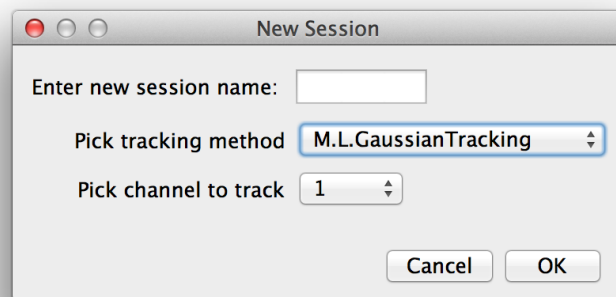 New Session
Enter new session name:
Pick tracking method M.L.GaussianTracking
Pick channel to track 1
Cancel OK